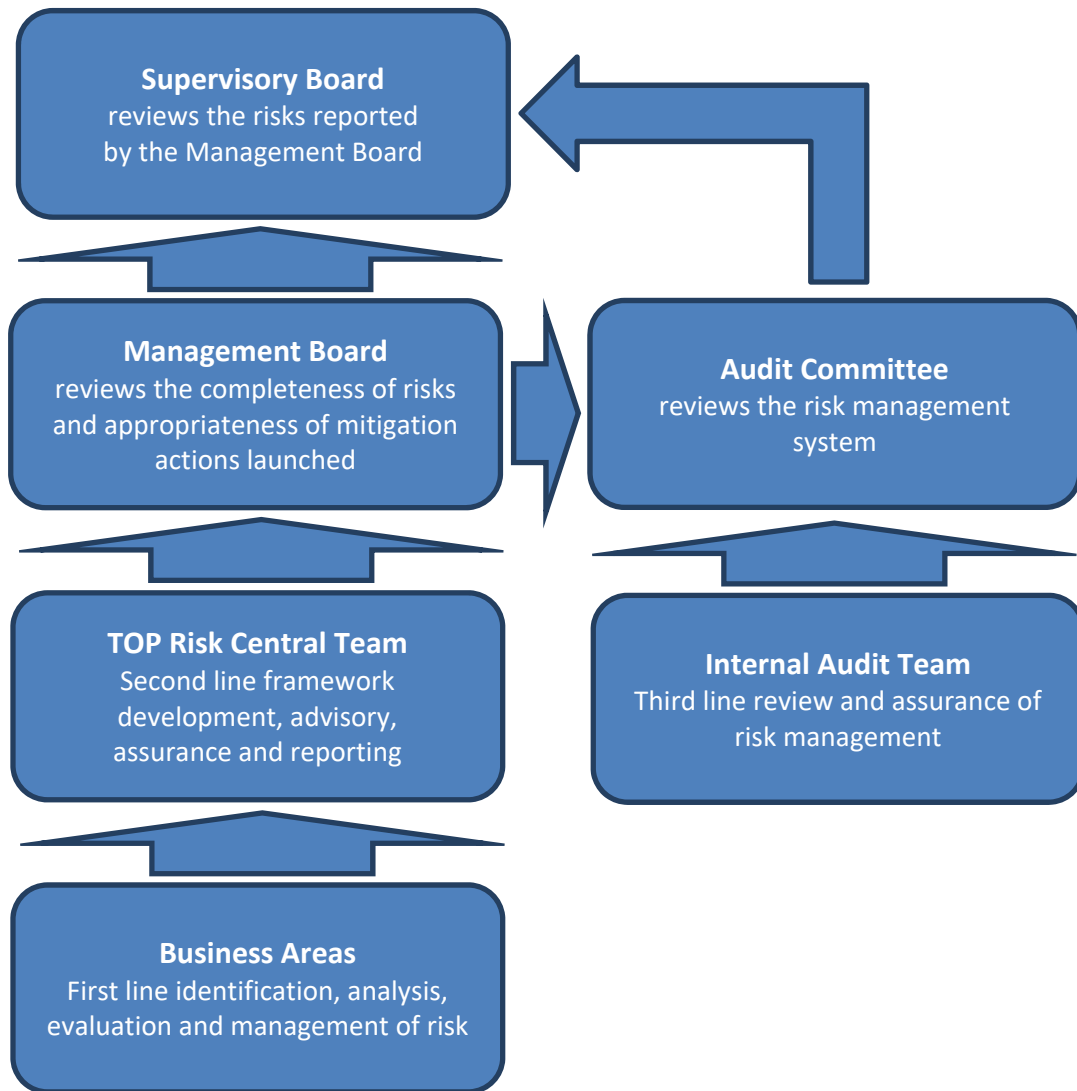 Supervisory Board
reviews the risks reported
by the Management Board
Management Board
reviews the completeness of risks
and appropriateness of mitigation
actions launched
Audit Committee
reviews the risk management
system
TOP Risk Central Team
Second line framework
development, advisory,
assurance and reporting
Internal Audit Team
Third line review and assurance of
risk management
Business Areas
First line identification, analysis,
evaluation and management of risk